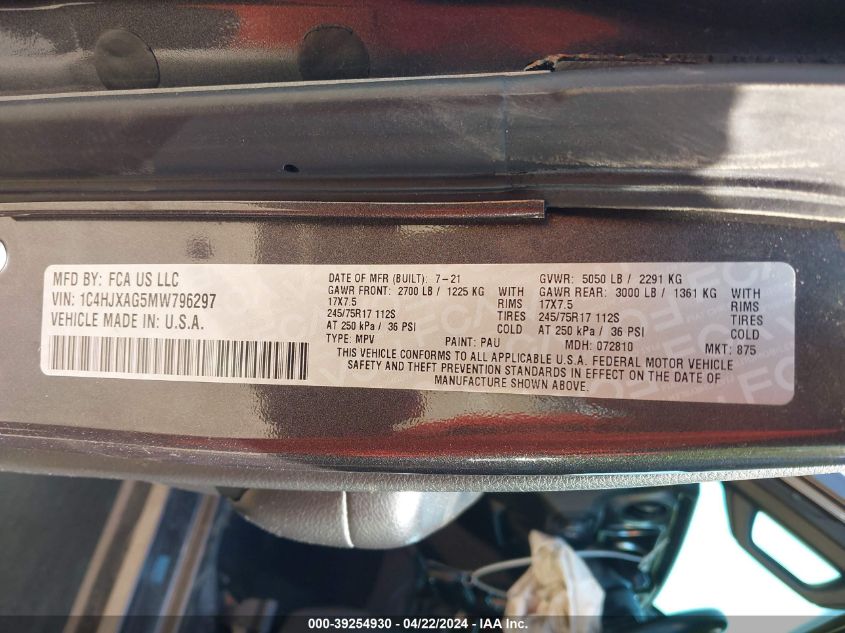 MFD BY: FCA US LLC
VIN: 1C4HJXAG5MW796297
VEHICLE MADE IN: U.S.A.
DATE OF MFR (BUILT): 7-21 GVWR: 5050 LB / 2291 KG
GAWR FRONT: 2700 LB / 1225 KG WITH GAWR REAR: 3000 LB / 1361 KG WITH
17X7.5 RIMS 17X7.5 RIMS
245/75R17 112S TIRES 245/75R17 112S TIRES
AT 250 kPa / 36 PSI COLD AT 250 kPa / 36 PSI COLD
TYPE: MPV PAINT: PAU MDH: 072810 MKT: 875
THIS VEHICLE CONFORMS TO ALL APPLICABLE U.S.A. FEDERAL MOTOR VEHICLE
SAFETY AND THEFT PREVENTION STANDARDS IN EFFECT ON THE DATE OF
MANUFACTURE SHOWN ABOVE.
000-39254930 - 04/22/2024 - IAA Inc.